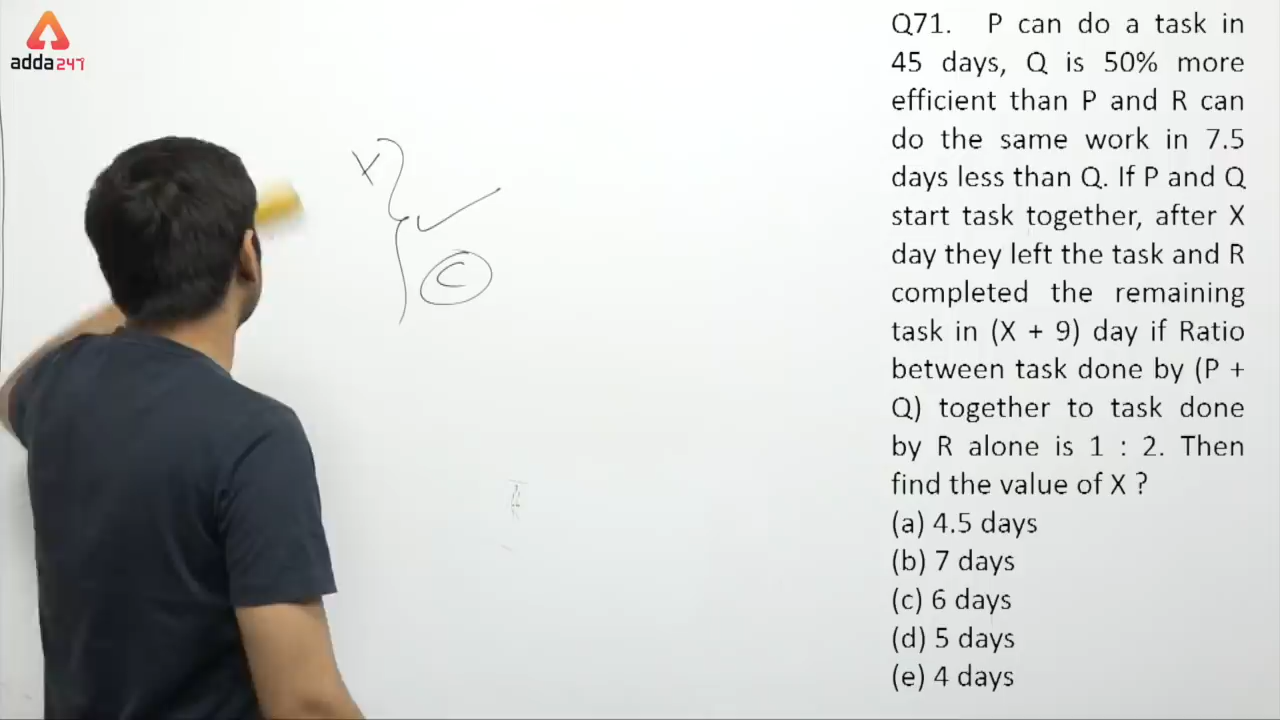 adda247
X
C
Q71. P can do a task in
45 days, Q is 50% more
efficient than P and R can
do the same work in 7.5
days less than Q. If P and Q
start task together, after X
day they left the task and R
completed the remaining
task in (X + 9) day if Ratio
between task done by (P +
Q) together to task done
by R alone is 1 : 2. Then
find the value of X ?
(a) 4.5 days
(b) 7 days
(c) 6 days
(d) 5 days
(e) 4 days